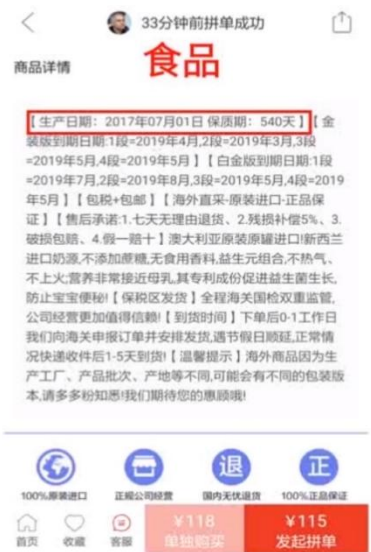 33分钟前拼单成功
食品
商品详情
【生产日期：2017年07月01日 保质期：540天】【金
装版到期日期:1段=2019年4月,2段=2019年3月,3段
=2019年5月,4段=2019年5月】【白金版到期日期:1段
=2019年7月,2段=2019年8月,3段=2019年5月,4段=2019
年5月】【包税+包邮】【海外直采-原装进口-正品保
证】【售后承诺:1.七天无理由退货、2.残损补偿5%、3.
破损包赔、4.假一赔十】澳大利亚原装原罐进口!新西兰
进口奶源,不添加蔗糖,无食用香料,益生元组合,不热气、
不上火;营养非常接近母乳,其专利成份促进益生菌生长,
防止宝宝便秘!【保税区发货】全程海关国检双重监管,
公司经营更加值得信赖!【到货时间】下单后0-1工作日
我们向海关申报订单并安排发货,遇节假日顺延,正常情
况快递收件后1-5天到货!【温馨提示】海外商品因为生
产工厂、产品批次、产地等不同,可能会有不同的包装版
本,请多多粉知悉!我们期待您的惠顾哦!
退 正
100%原装进口 正规公司经营 国内无忧退货 100%正品保证
¥118 ¥115
首页 收藏 客服 单独购买 发起拼单